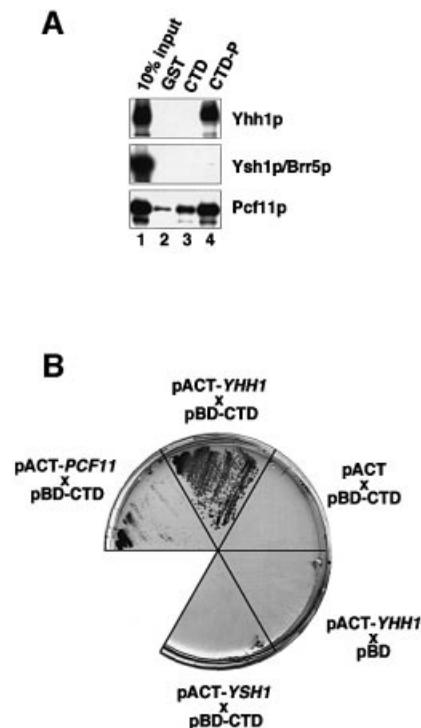 A
10% input
GST
CTD
CTD-P
Yhh1p
Ysh1p/Brr5p
Pcf11p
1 2 3 4
B
pACT-YHH1
x
pBD-CTD
pACT-PCF11
x
pBD-CTD
pACT
x
pBD-CTD
pACT-YHH1
x
pBD
pACT-YSH1
x
pBD-CTD